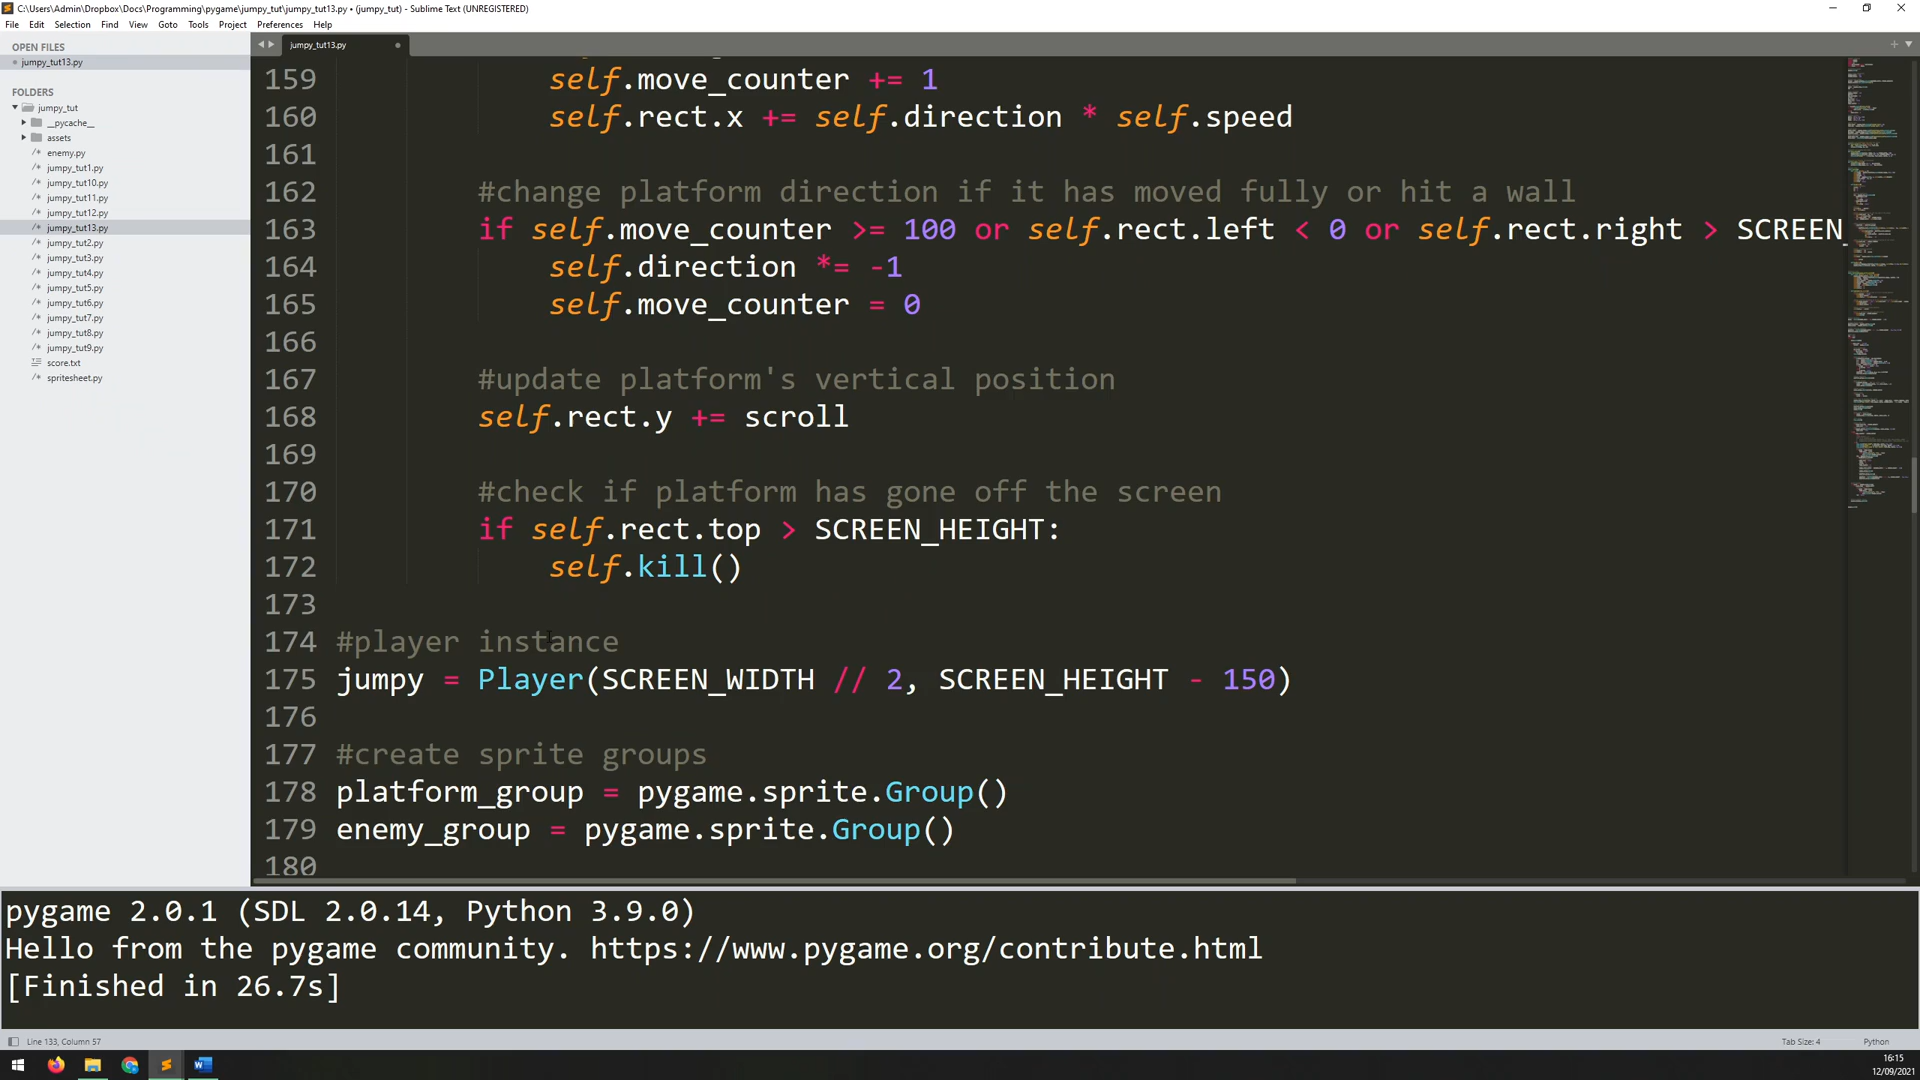 C:\Users\Admin\Dropbox\Docs\Programming\pygame\jumpy_tut\jumpy_tut13.py • (jumpy_tut) - Sublime Text (UNREGISTERED)
File Edit Selection Find View Goto Tools Project Preferences Help
OPEN FILES
jumpy_tut13.py
FOLDERS
jumpy_tut
__pycache__
assets
enemy.py
jumpy_tut1.py
jumpy_tut10.py
jumpy_tut11.py
jumpy_tut12.py
jumpy_tut13.py
jumpy_tut2.py
jumpy_tut3.py
jumpy_tut4.py
jumpy_tut5.py
jumpy_tut6.py
jumpy_tut7.py
jumpy_tut8.py
jumpy_tut9.py
score.txt
spritesheet.py
jumpy_tut13.py
159 self.move_counter += 1
160 self.rect.x += self.direction * self.speed
161
162 #change platform direction if it has moved fully or hit a wall
163 if self.move_counter >= 100 or self.rect.left < 0 or self.rect.right > SCREEN_
164 self.direction *= -1
165 self.move_counter = 0
166
167 #update platform's vertical position
168 self.rect.y += scroll
169
170 #check if platform has gone off the screen
171 if self.rect.top > SCREEN_HEIGHT:
172 self.kill()
173
174 #player instance
175 jumpy = Player(SCREEN_WIDTH // 2, SCREEN_HEIGHT - 150)
176
177 #create sprite groups
178 platform_group = pygame.sprite.Group()
179 enemy_group = pygame.sprite.Group()
180
pygame 2.0.1 (SDL 2.0.14, Python 3.9.0)
Hello from the pygame community. https://www.pygame.org/contribute.html
[Finished in 26.7s]
Line 133, Column 57
Tab Size: 4
Python
16:15
12/09/2021